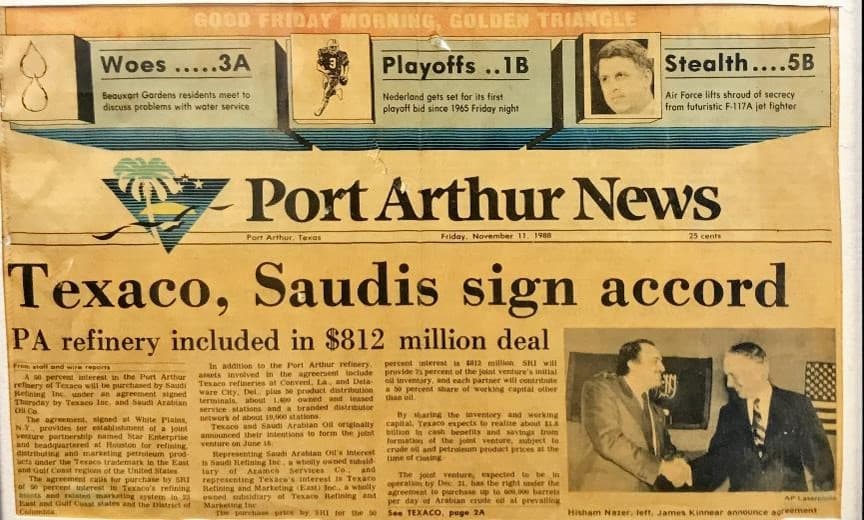 GOOD FRIDAY MORNING, GOLDEN TRIANGLE
Woes .....3A
Beauxart Gardens residents meet to
discuss problems with water service
Playoffs ..1B
Nederland gets set for its first
playoff bid since 1965 Friday night
Stealth....5B
Air Force lifts shroud of secrecy
from futuristic F-117A jet fighter
Port Arthur News
Port Arthur, Texas
Friday, November 11, 1988
25 cents
Texaco, Saudis sign accord
PA refinery included in $812 million deal
From staff and wire reports
A 50 percent interest in the Port Arthur
refinery of Texaco will be purchased by Saudi
Refining Inc. under an agreement signed
Thursday by Texaco Inc. and Saudi Arabian
Oil Co.
The agreement, signed at White Plains,
N.Y., provides for establishment of a joint
venture partnership named Star Enterprise
and headquartered at Houston for refining,
distributing and marketing petroleum prod-
ucts under the Texaco trademark in the East
and Gulf Coast regions of the United States.
The agreement calls for purchase by SRI
of 50 percent interest in Texaco's refining
assets and related marketing system in 23
East and Gulf Coast states and the District of
Columbia.
In addition to the Port Arthur refinery,
assets involved in the agreement include
Texaco refineries at Convent, La., and Dela-
ware City, Del., plus 50 product distribution
terminals, about 1,400 owned and leased
service stations and a branded distributor
network of about 10,000 stations.
Texaco and Saudi Arabian Oil originally
announced their intentions to form the joint
venture on June 16.
Representing Saudi Arabian Oil's interest
is Saudi Refining Inc., a wholly owned subsid-
iary of Aramco Services Co., and
representing Texaco's interest is Texaco
Refining and Marketing (East) Inc., a wholly
owned subsidiary of Texaco Refining and
Marketing Inc.
The purchase price by SRI for the 50
percent interest is $812 million. SRI will
provide 75 percent of the joint venture's initial
oil inventory, and each partner will contribute
a 50 percent share of working capital other
than oil.
By sharing the inventory and working
capital, Texaco expects to realize about $1.8
billion in cash benefits and savings from
formation of the joint venture, subject to
crude oil and petroleum product prices at the
time of closing.
The joint venture, expected to be in
operation by Dec. 31, has the right under the
agreement to purchase up to 600,000 barrels
per day of Arabian crude oil at prevailing
See TEXACO, page 2A
AP Laserphoto
Hisham Nazer, left, James Kinnear announce agreement